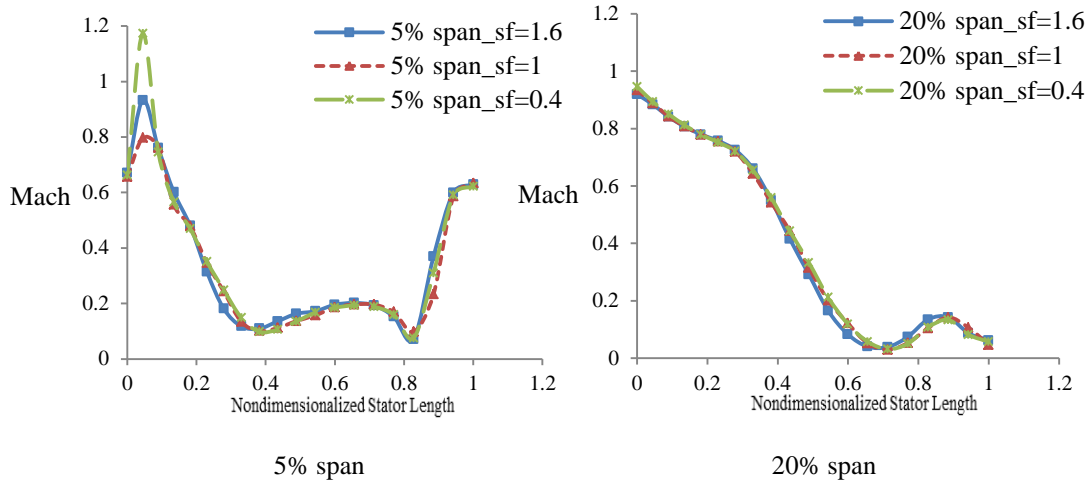 5% span_sf=1.6
5% span_sf=1
5% span_sf=0.4
Mach
1.2
1
0.8
0.6
0.4
0.2
0
0 0.2 0.4 0.6 0.8 1 1.2
Nondimensionalized Stator Length
5% span
20% span_sf=1.6
20% span_sf=1
20% span_sf=0.4
Mach
1.2
1
0.8
0.6
0.4
0.2
0
0 0.2 0.4 0.6 0.8 1 1.2
Nondimensionalized Stator Length
20% span